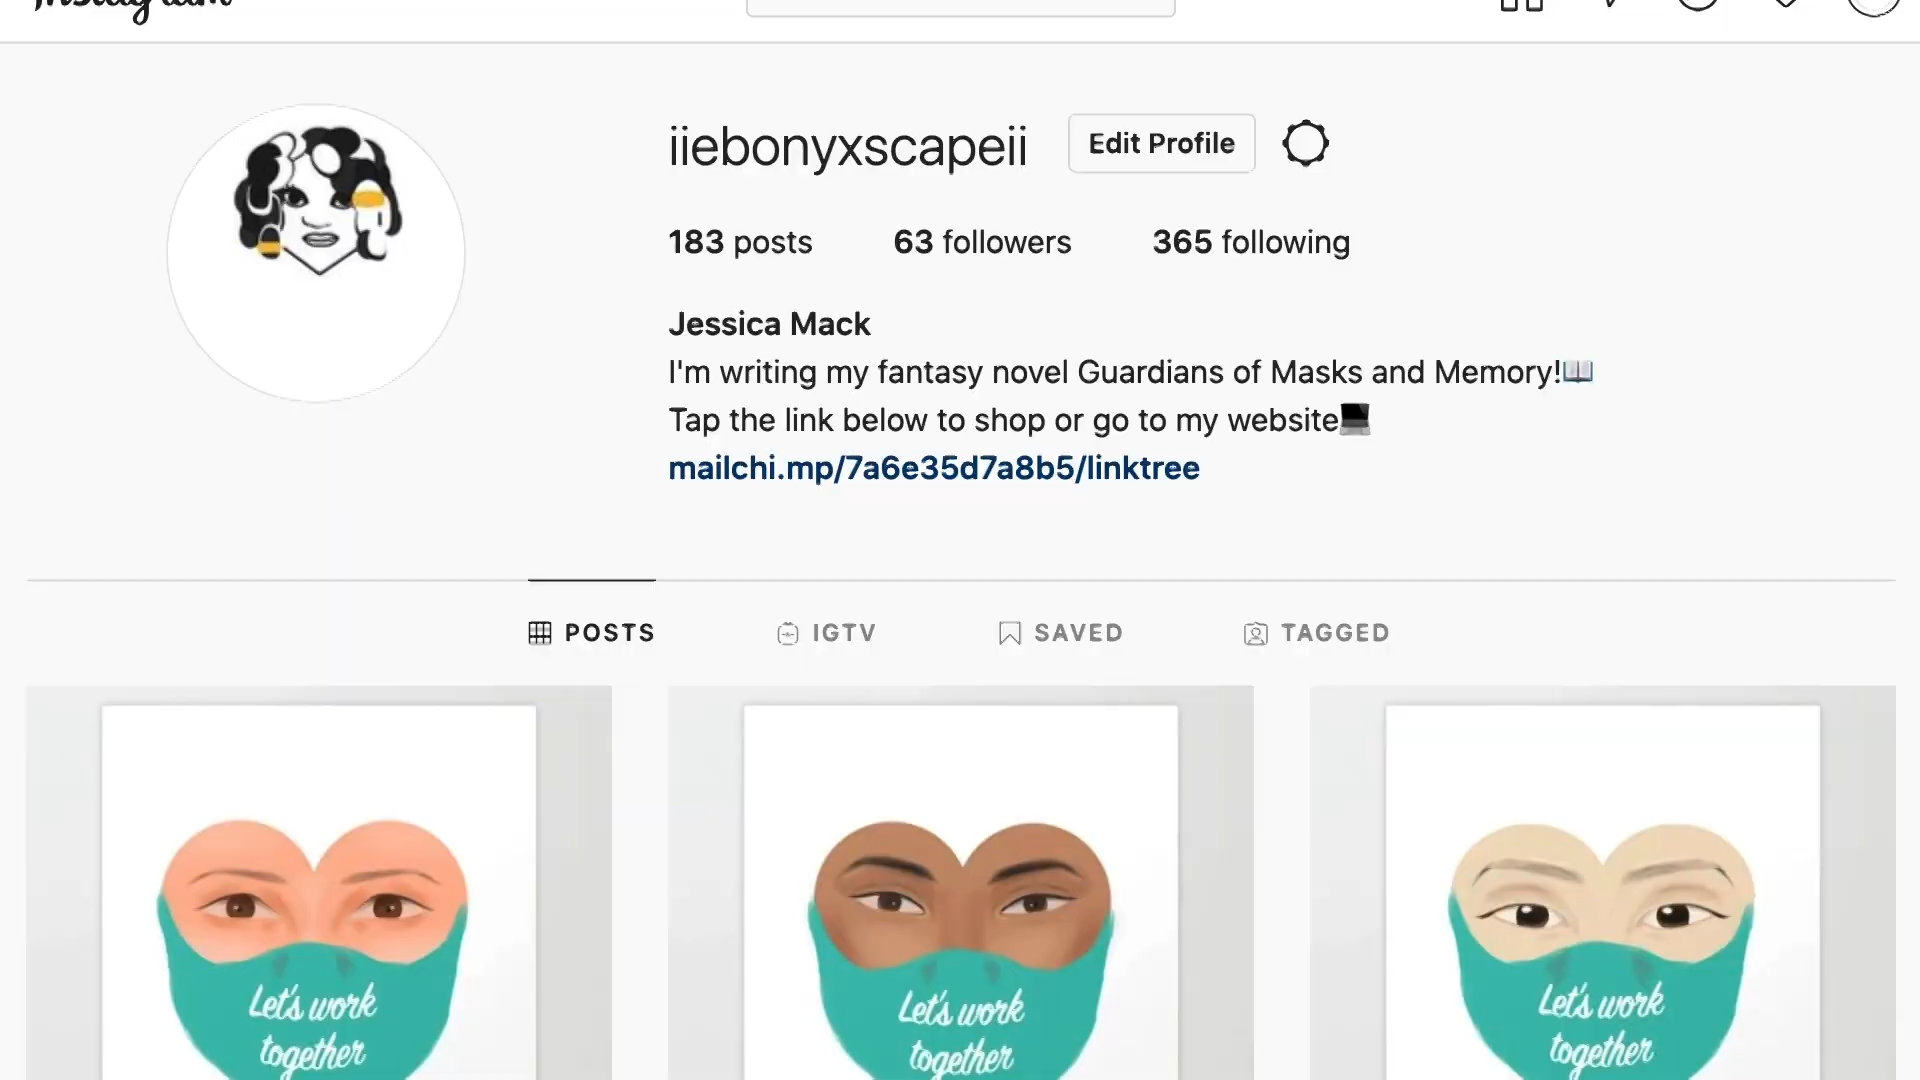 Instagram
iiebonyxscapeii Edit Profile
183 posts 63 followers 365 following
Jessica Mack
I'm writing my fantasy novel Guardians of Masks and Memory!📖
Tap the link below to shop or go to my website💻
mailchi.mp/7a6e35d7a8b5/linktree
POSTS IGTV SAVED TAGGED
Let's work
together
Let's work
together
Let's work
together